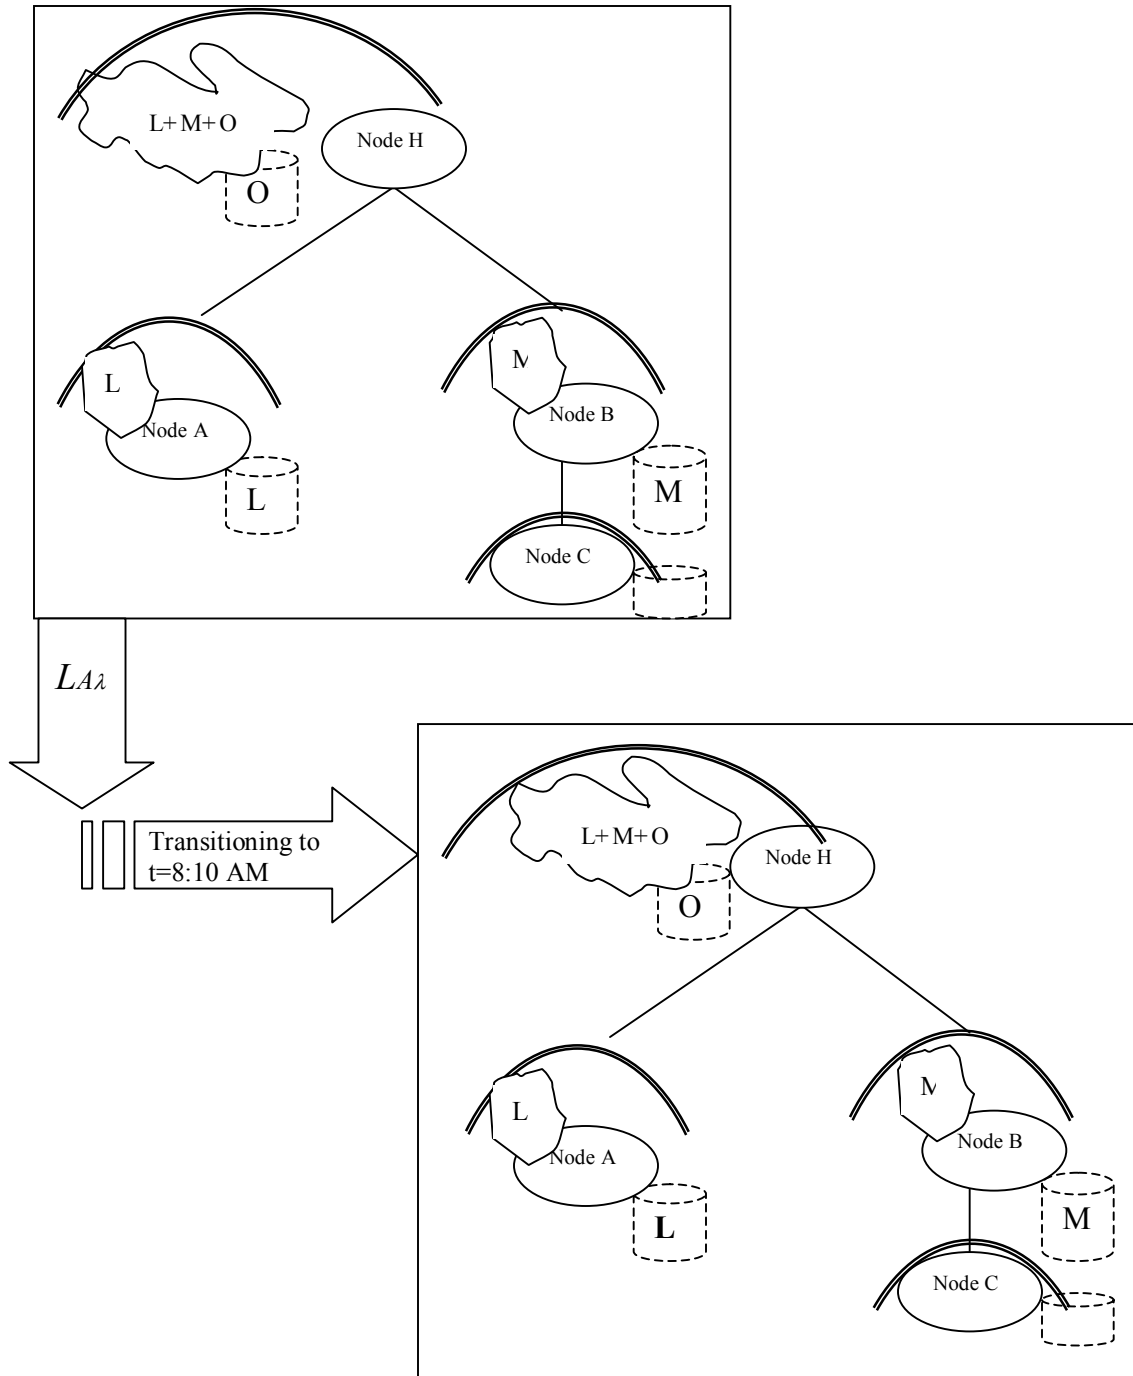 L+M+O
Node H
O
L
M
Node A
Node B
L
M
Node C
LAλ
Transitioning to
t=8:10 AM
L+M+O
Node H
O
L
M
Node A
Node B
L
M
Node C